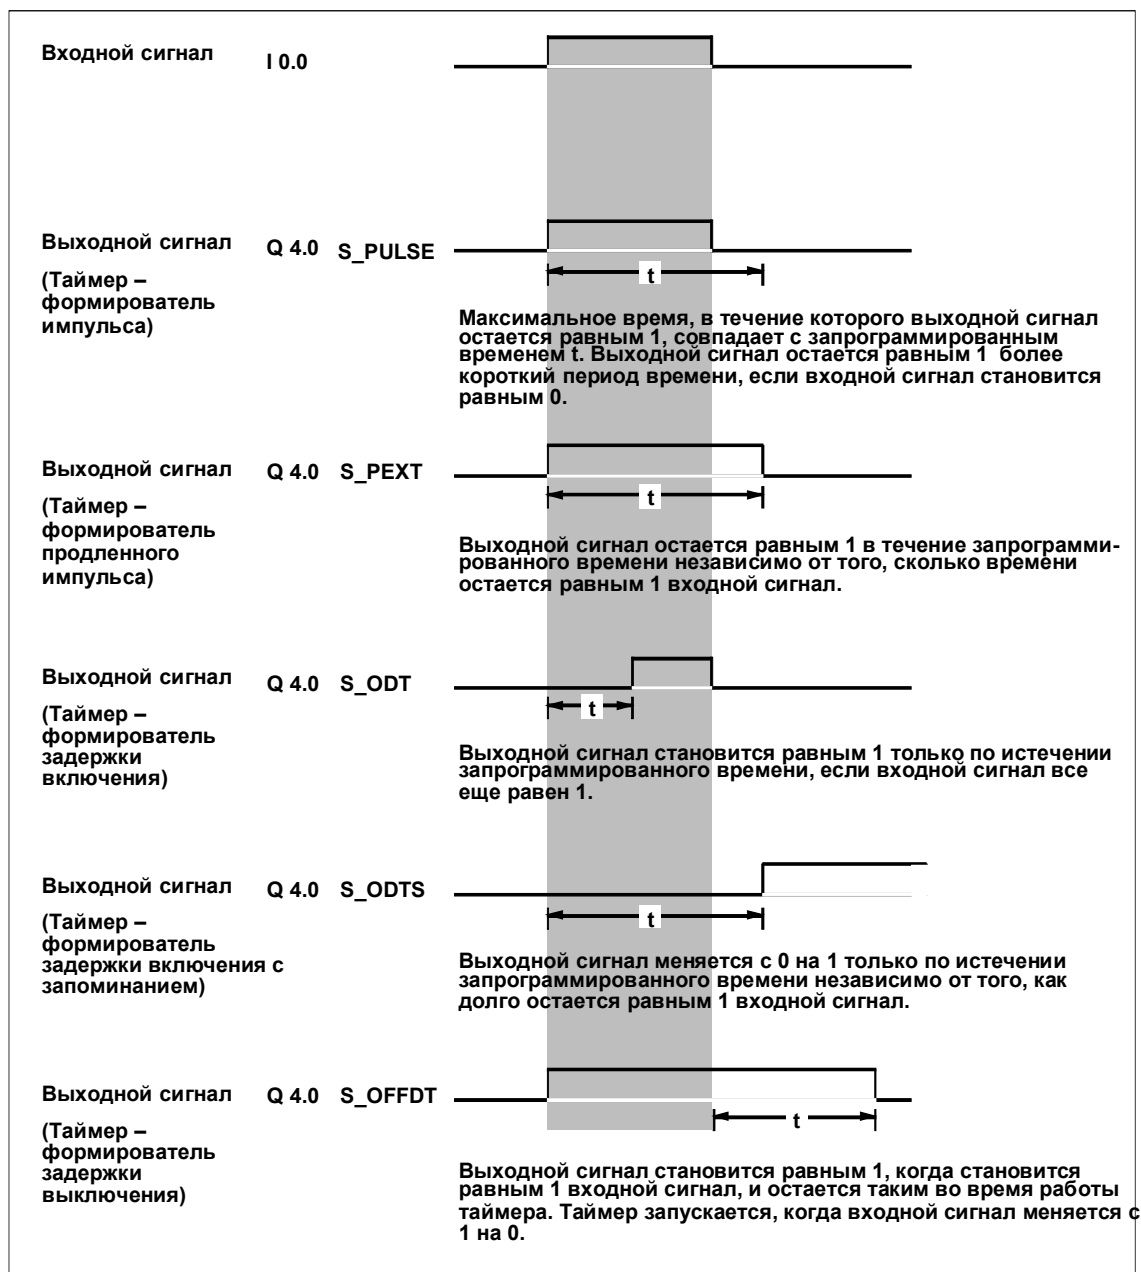 Входной сигнал I 0.0
Выходной сигнал Q 4.0 S_PULSE
(Таймер –
формирователь
импульса)
t
Максимальное время, в течение которого выходной сигнал
остается равным 1, совпадает с запрограммированным
временем t. Выходной сигнал остается равным 1 более
короткий период времени, если входной сигнал становится
равным 0.
Выходной сигнал Q 4.0 S_PEXT
(Таймер –
формирователь
продленного
импульса)
t
Выходной сигнал остается равным 1 в течение запрограмми-
рованного времени независимо от того, сколько времени
остается равным 1 входной сигнал.
Выходной сигнал Q 4.0 S_ODT
(Таймер –
формирователь
задержки
включения)
t
Выходной сигнал становится равным 1 только по истечении
запрограммированного времени, если входной сигнал все
еще равен 1.
Выходной сигнал Q 4.0 S_ODTS
(Таймер –
формирователь
задержки включения с
запоминанием)
t
Выходной сигнал меняется с 0 на 1 только по истечении
запрограммированного времени независимо от того, как
долго остается равным 1 входной сигнал.
Выходной сигнал Q 4.0 S_OFFDT
(Таймер –
формирователь
задержки
выключения)
t
Выходной сигнал становится равным 1, когда становится
равным 1 входной сигнал, и остается таким во время работы
таймера. Таймер запускается, когда входной сигнал меняется с
1 на 0.